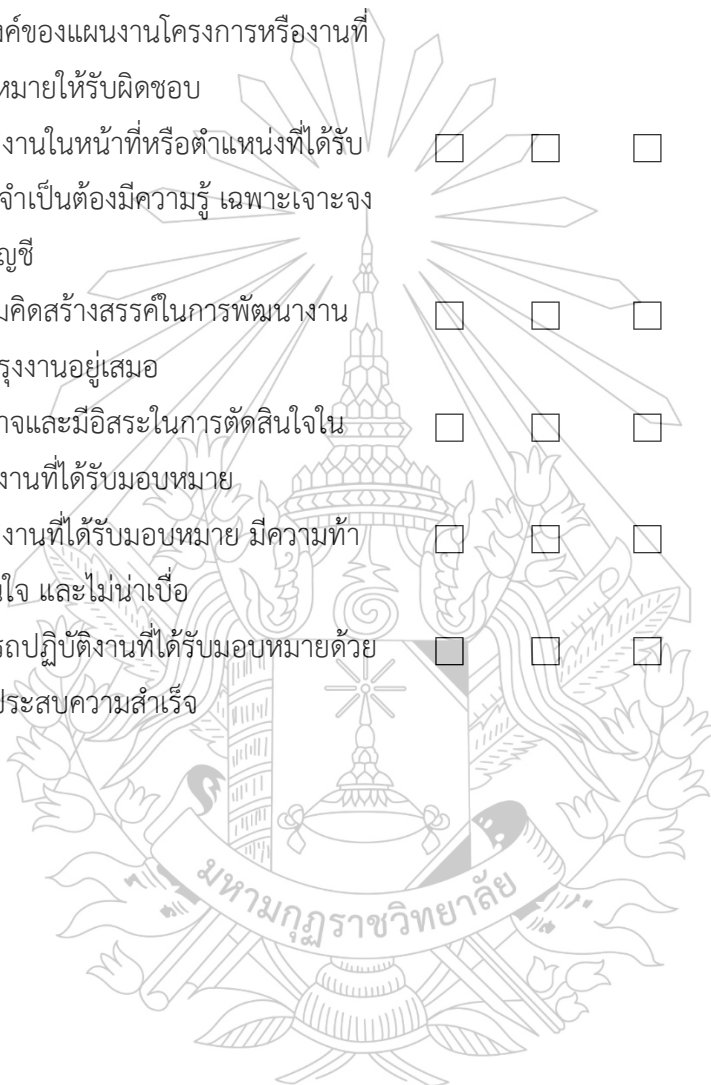 งค์ของแผนงานโครงการหรืองานที่
หมายให้รับผิดชอบ
งานในหน้าที่หรือตำแหน่งที่ได้รับ
จำเป็นต้องมีความรู้ เฉพาะเจาะจง
ญชี
มคิดสร้างสรรค์ในการพัฒนางาน
รุงงานอยู่เสมอ
าจและมีอิสระในการตัดสินใจใน
งานที่ได้รับมอบหมาย
งานที่ได้รับมอบหมาย มีความท้า
นใจ และไม่น่าเบื่อ
รถปฏิบัติงานที่ได้รับมอบหมายด้วย
ประสบความสำเร็จ
มหามกุฏราชวิทยาลัย